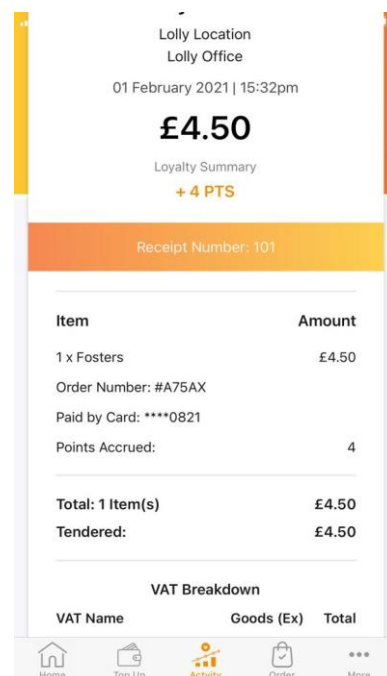 Lolly Location
Lolly Office
01 February 2021 | 15:32pm
£4.50
Loyalty Summary
+ 4 PTS
Receipt Number: 101
Item Amount
1 x Fosters £4.50
Order Number: #A75AX
Paid by Card: ****0821
Points Accrued: 4
Total: 1 Item(s) £4.50
Tendered: £4.50
VAT Breakdown
VAT Name Goods (Ex) Total
Home Top Up Activity Order More